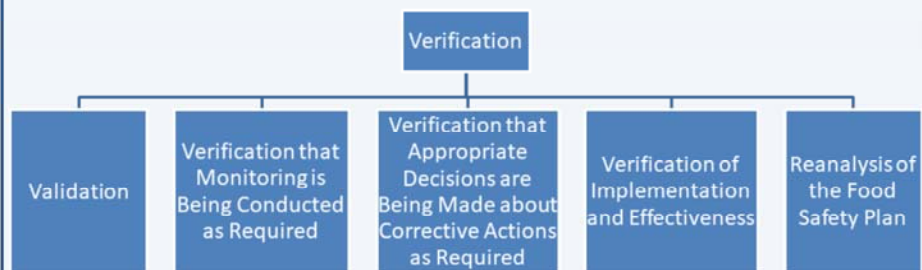 Verification
Validation
Verification that
Monitoring is
Being Conducted
as Required
Verification that
Appropriate
Decisions are
Being Made about
Corrective Actions
as Required
Verification of
Implementation
and Effectiveness
Reanalysis of
the Food
Safety Plan